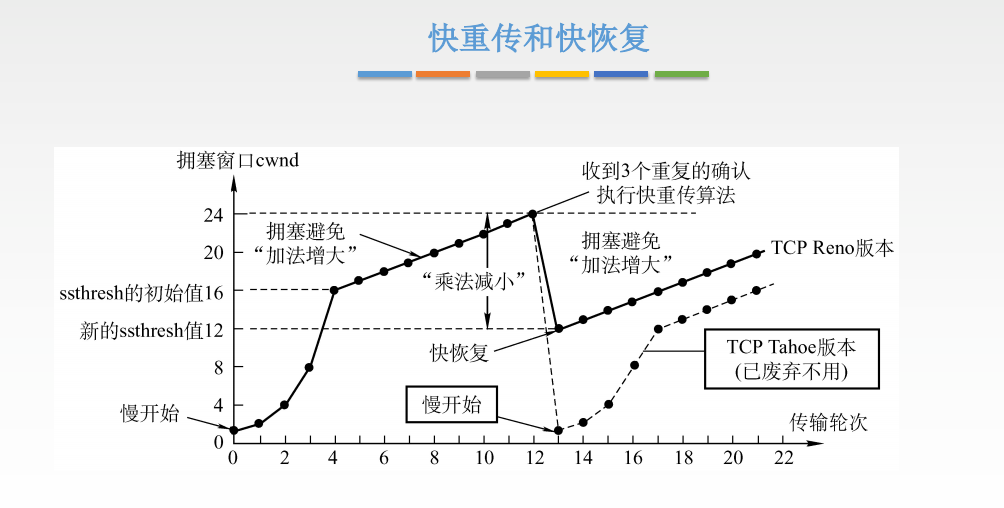 快重传和快恢复
拥塞窗口cwnd
收到3个重复的确认
执行快重传算法
24
拥塞避免
“加法增大”
拥塞避免
“加法增大”
20
TCP Reno版本
“乘法减小”
ssthresh的初始值16
新的ssthresh值12
快恢复
TCP Tahoe版本
(已废弃不用)
8
慢开始
4
慢开始
传输轮次
0
0 2 4 6 8 10 12 14 16 18 20 22